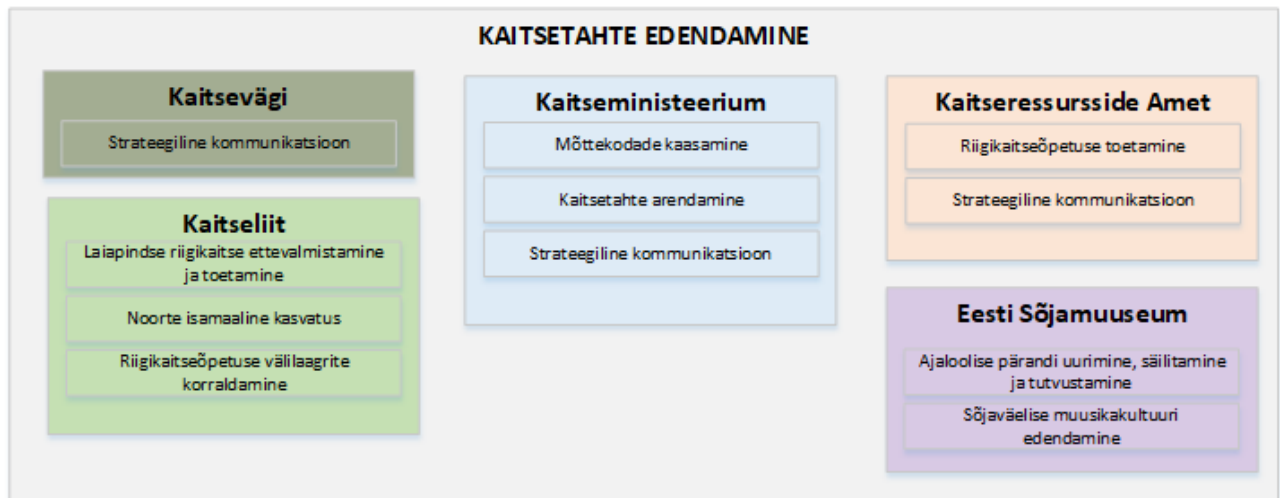 KAITSETAHTE EDENDAMINE
Kaitsevägi
Strateegiline kommunikatsioon
Kaitseliit
Laiapindse riigikaitse ettevalmistamine
ja toetamine
Noorte isamaaline kasvatus
Riigikaitseõpetuse välilaagrite
korraldamine
Kaitseministeerium
Mõttekodade kaasamine
Kaitsetahte arendamine
Strateegiline kommunikatsioon
Kaitseressursside Amet
Riigikaitseõpetuse toetamine
Strateegiline kommunikatsioon
Eesti Sõjamuuseum
Ajaloolise pärandi uurimine, säilitamine
ja tutvustamine
Sõjaväelise muusikakultuuri
edendamine